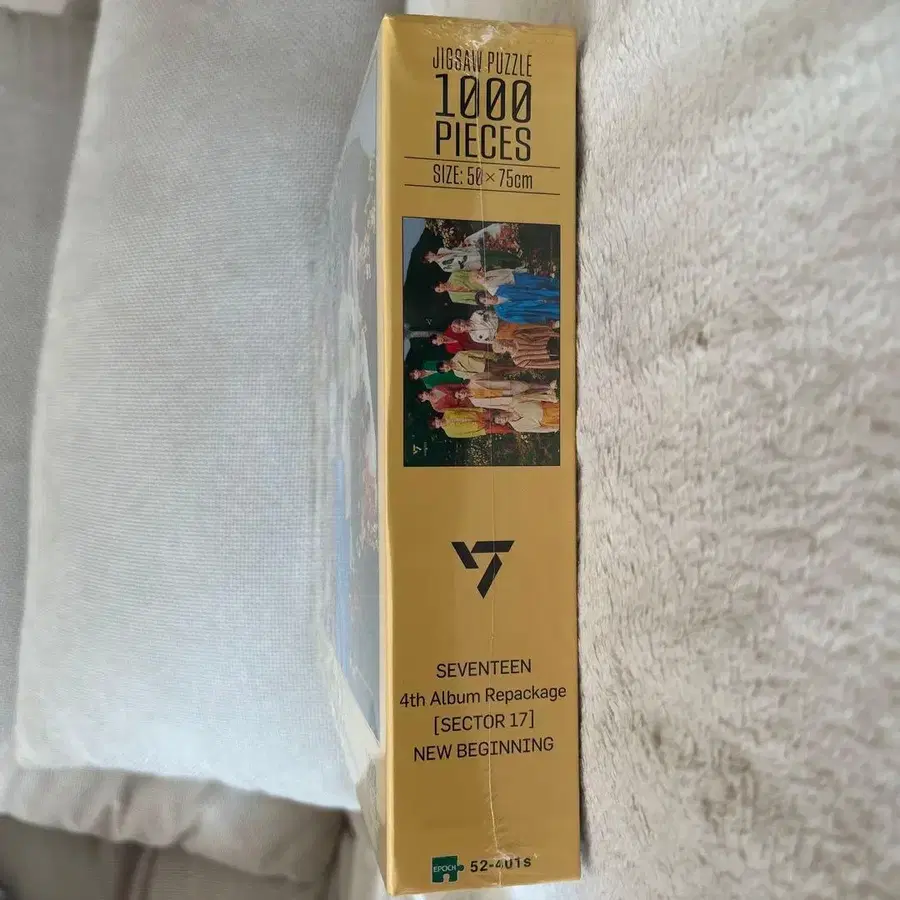 JIGSAW PUZZLE
1000
PIECES
SIZE: 50×75cm
SEVENTEEN
4th Album Repackage
[SECTOR 17]
NEW BEGINNING
EPOCH 52-401s